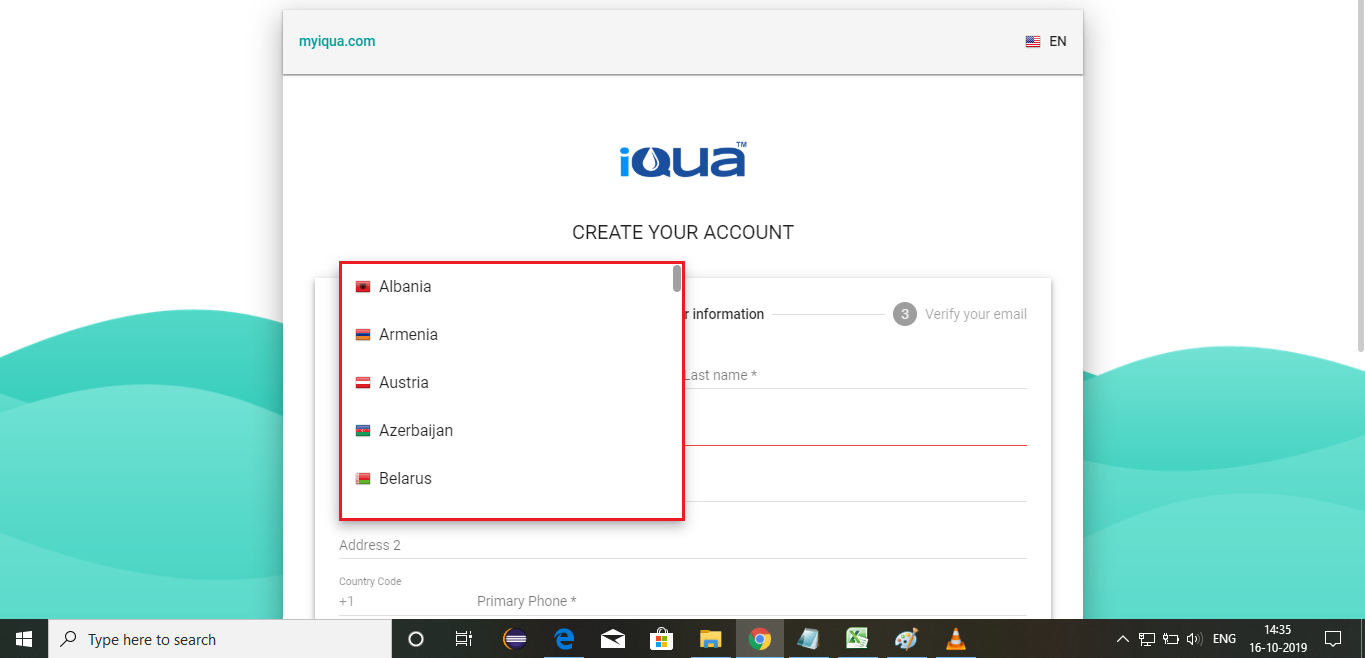 myiqua.com
EN
iQua™
CREATE YOUR ACCOUNT
Albania
Armenia
Austria
Azerbaijan
Belarus
r information
3 Verify your email
Last name *
Address 2
Country Code
+1
Primary Phone *
Type here to search
ENG
14:35
16-10-2019